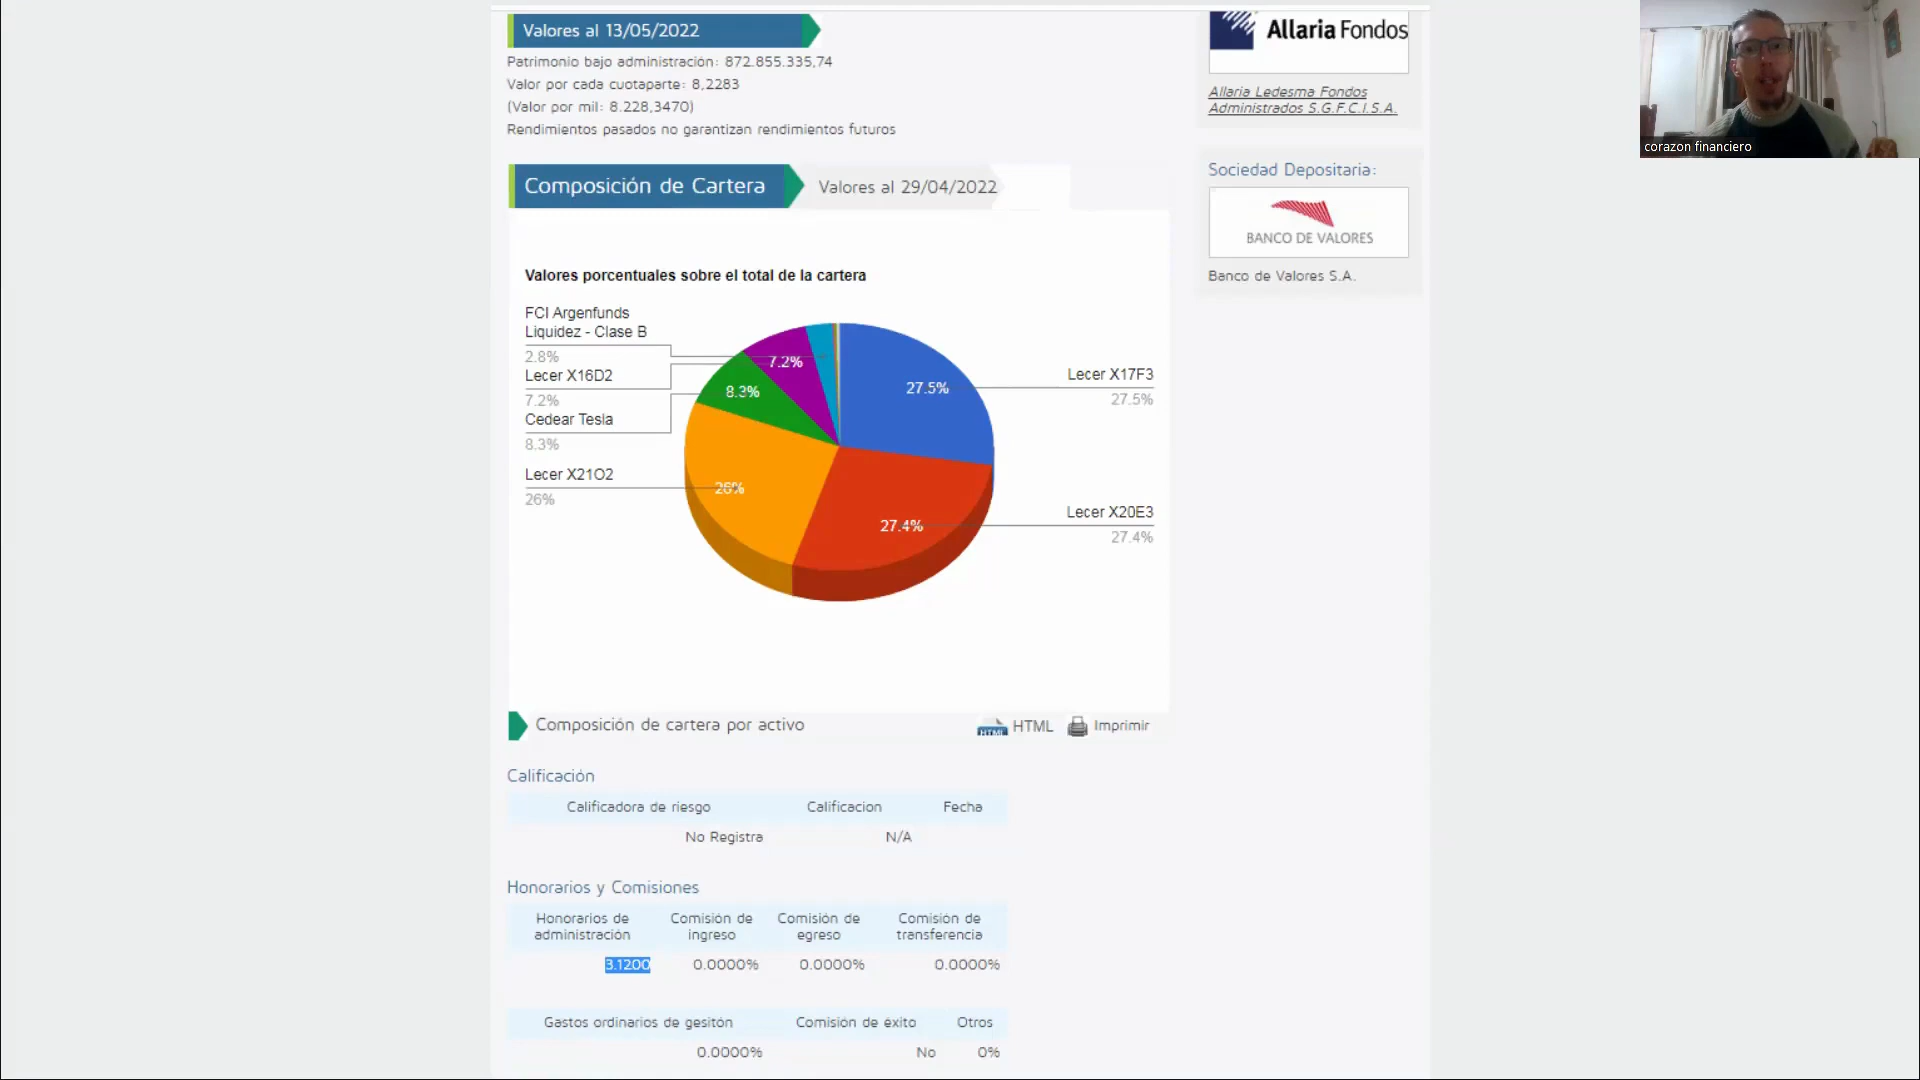 Valores al 13/05/2022
Patrimonio bajo administración: 872.855.335,74
Valor por cada cuotaparte: 8,2283
(Valor por mil: 8.228,3470)
Rendimientos pasados no garantizan rendimientos futuros
Allaria Fondos
Allaria Ledesma Fondos
Administrados S.G.F.C.I.S.A.
corazon financiero
Composición de Cartera
Valores al 29/04/2022
Sociedad Depositaria:
BANCO DE VALORES
Banco de Valores S.A.
Valores porcentuales sobre el total de la cartera
FCI Argenfunds
Liquidez - Clase B
2.8%
Lecer X16D2
7.2%
Cedear Tesla
8.3%
Lecer X21O2
26%
7.2%
8.3%
26%
27.5%
27.4%
Lecer X17F3
27.5%
Lecer X20E3
27.4%
Composición de cartera por activo
HTML
HTML
Imprimir
Calificación
Calificadora de riesgo Calificacion Fecha
No Registra N/A
Honorarios y Comisiones
Honorarios de administración Comisión de ingreso Comisión de egreso Comisión de transferencia
3.1200 0.0000% 0.0000% 0.0000%
Gastos ordinarios de gesitón Comisión de éxito Otros
0.0000% No 0%